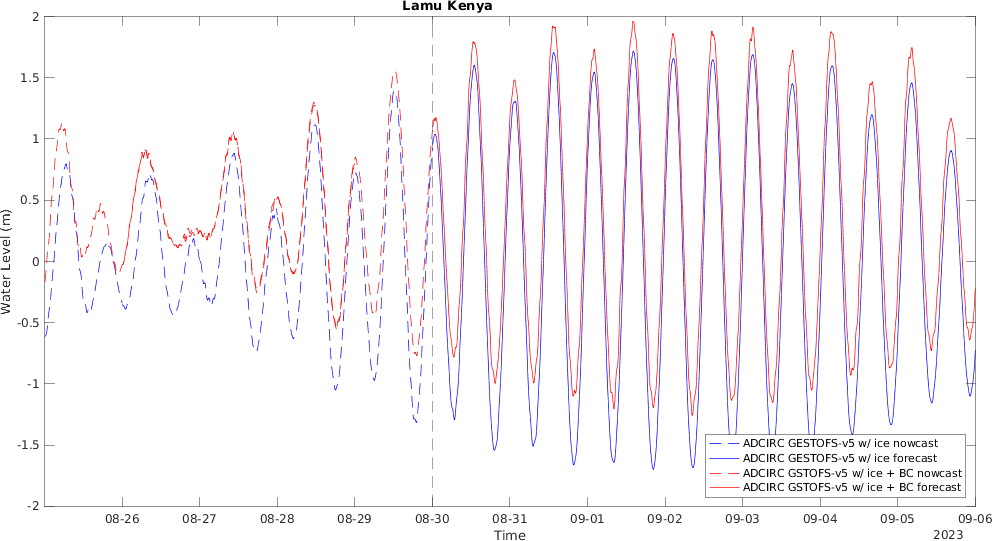 Lamu Kenya
2
1.5
1
0.5
0
-0.5
-1
-1.5
-2
Water Level (m)
ADCIRC GESTOFS-v5 w/ ice nowcast
ADCIRC GESTOFS-v5 w/ ice forecast
ADCIRC GSTOFS-v5 w/ ice + BC nowcast
ADCIRC GSTOFS-v5 w/ ice + BC forecast
08-26 08-27 08-28 08-29 08-30 08-31 09-01 09-02 09-03 09-04 09-05 09-06
Time
2023